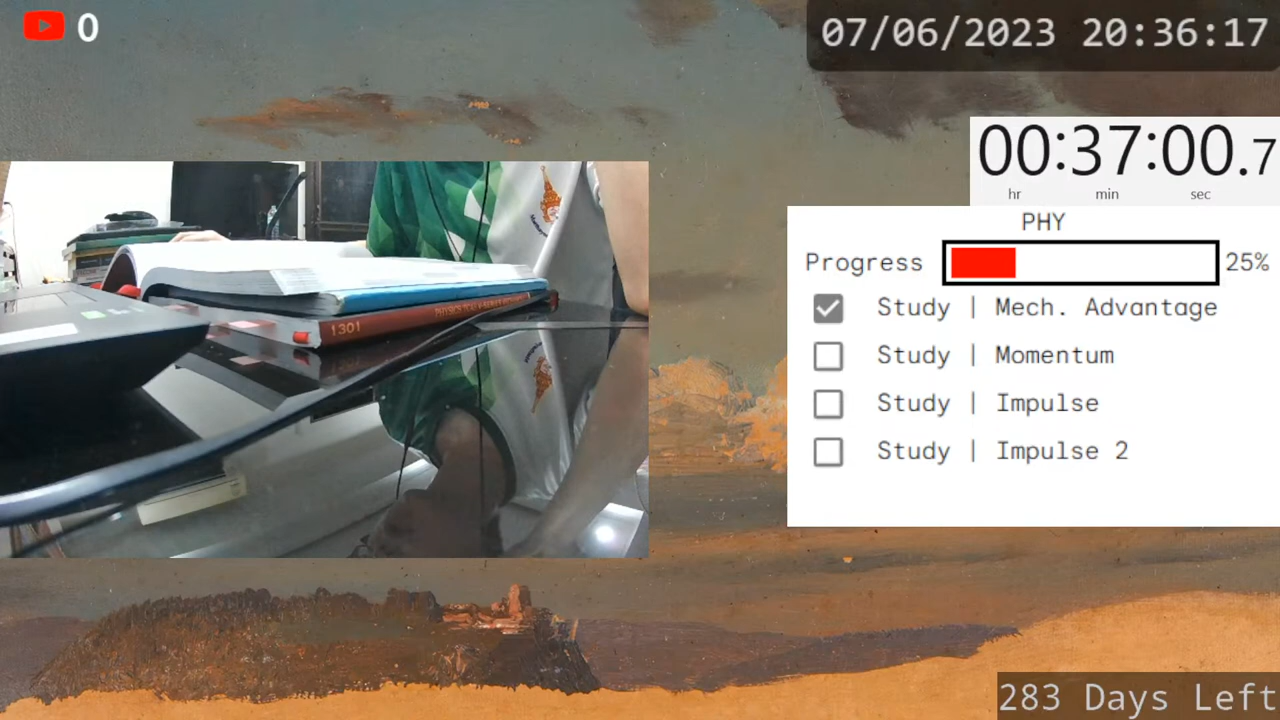 0
07/06/2023 20:36:17
00:37:00.7
hr min sec
PHY
Progress 25%
Study | Mech. Advantage
Study | Momentum
Study | Impulse
Study | Impulse 2
1301
283 Days Left